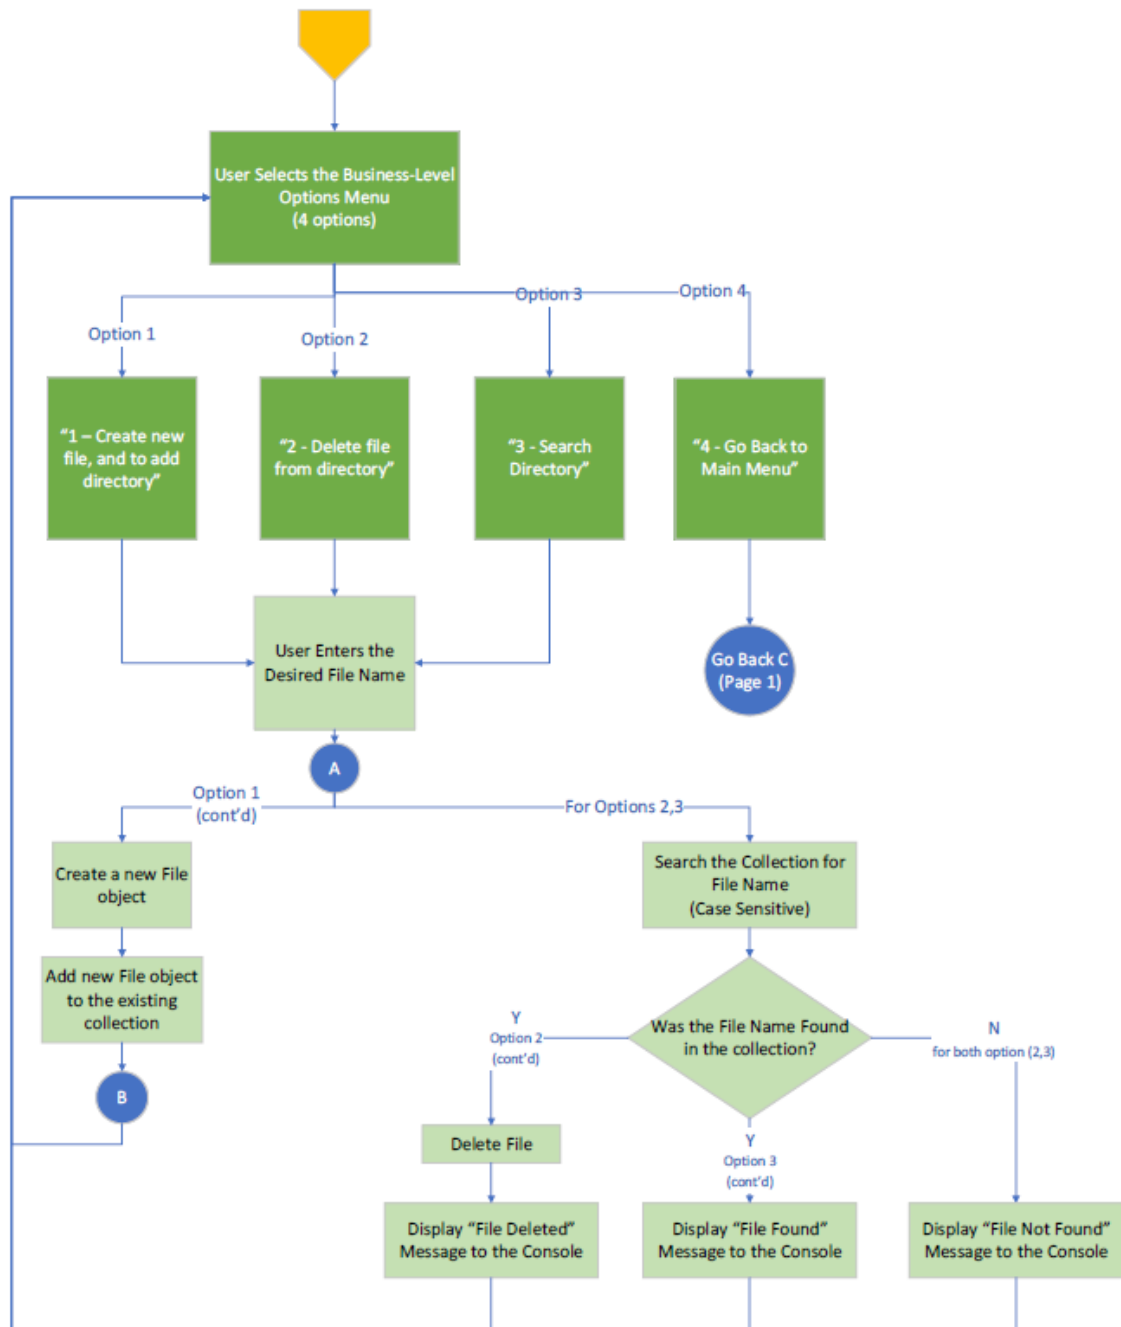 User Selects the Business-Level
Options Menu
(4 options)
Option 1
Option 2
Option 3
Option 4
“1 – Create new
file, and to add
directory”
“2 - Delete file
from directory”
“3 - Search
Directory”
“4 - Go Back to
Main Menu”
User Enters the
Desired File Name
Go Back C
(Page 1)
A
Option 1
(cont’d)
For Options 2,3
Create a new File
object
Search the Collection for
File Name
(Case Sensitive)
Add new File object
to the existing
collection
B
Was the File Name Found
in the collection?
Y
Option 2
(cont’d)
N
for both option (2,3)
Y
Option 3
(cont’d)
Delete File
Display “File Deleted”
Message to the Console
Display “File Found”
Message to the Console
Display “File Not Found”
Message to the Console